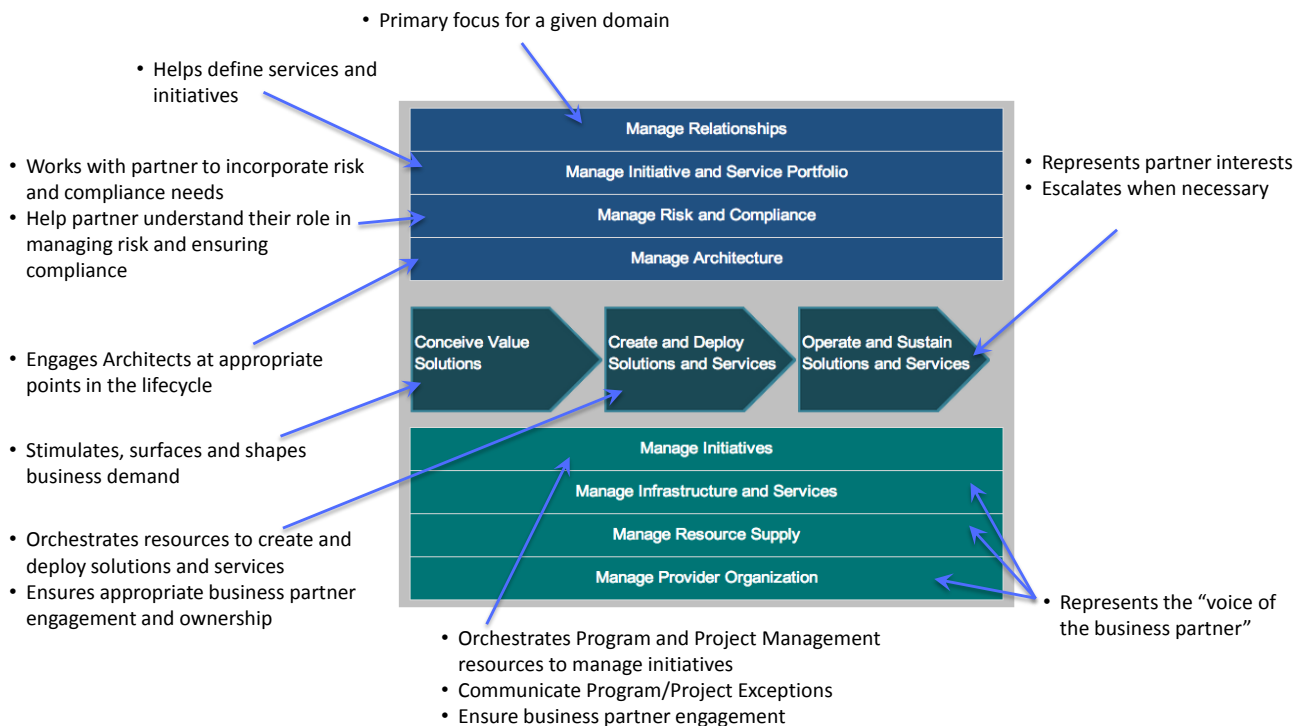 • Primary focus for a given domain
• Helps define services and
initiatives
• Works with partner to incorporate risk
and compliance needs
• Help partner understand their role in
managing risk and ensuring
compliance
• Engages Architects at appropriate
points in the lifecycle
• Stimulates, surfaces and shapes
business demand
• Orchestrates resources to create and
deploy solutions and services
• Ensures appropriate business partner
engagement and ownership
Manage Relationships
Manage Initiative and Service Portfolio
Manage Risk and Compliance
Manage Architecture
Conceive Value
Solutions
Create and Deploy
Solutions and Services
Operate and Sustain
Solutions and Services
Manage Initiatives
Manage Infrastructure and Services
Manage Resource Supply
Manage Provider Organization
• Represents partner interests
• Escalates when necessary
• Represents the “voice of
the business partner”
• Orchestrates Program and Project Management
resources to manage initiatives
• Communicate Program/Project Exceptions
• Ensure business partner engagement